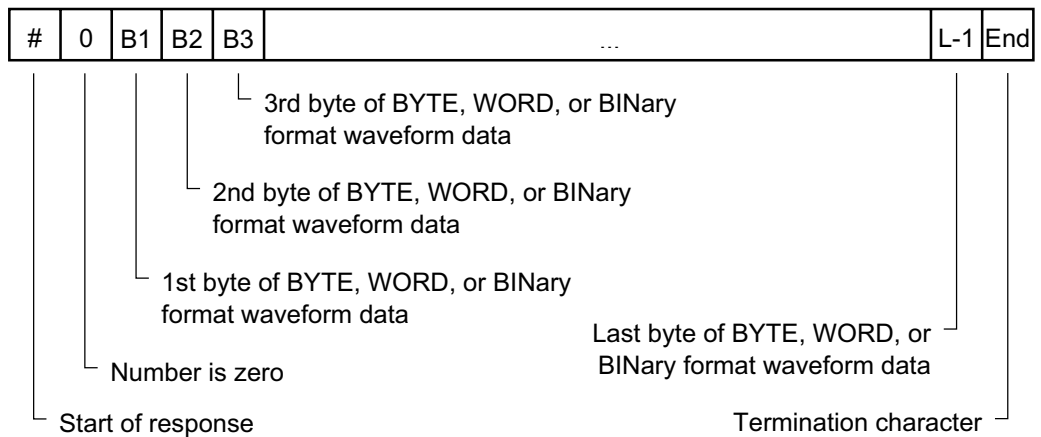 # 0 B1 B2 B3 ... L-1 End
3rd byte of BYTE, WORD, or BINary
format waveform data
2nd byte of BYTE, WORD, or BINary
format waveform data
1st byte of BYTE, WORD, or BINary
format waveform data
Last byte of BYTE, WORD, or
BINary format waveform data
Number is zero
Start of response
Termination character